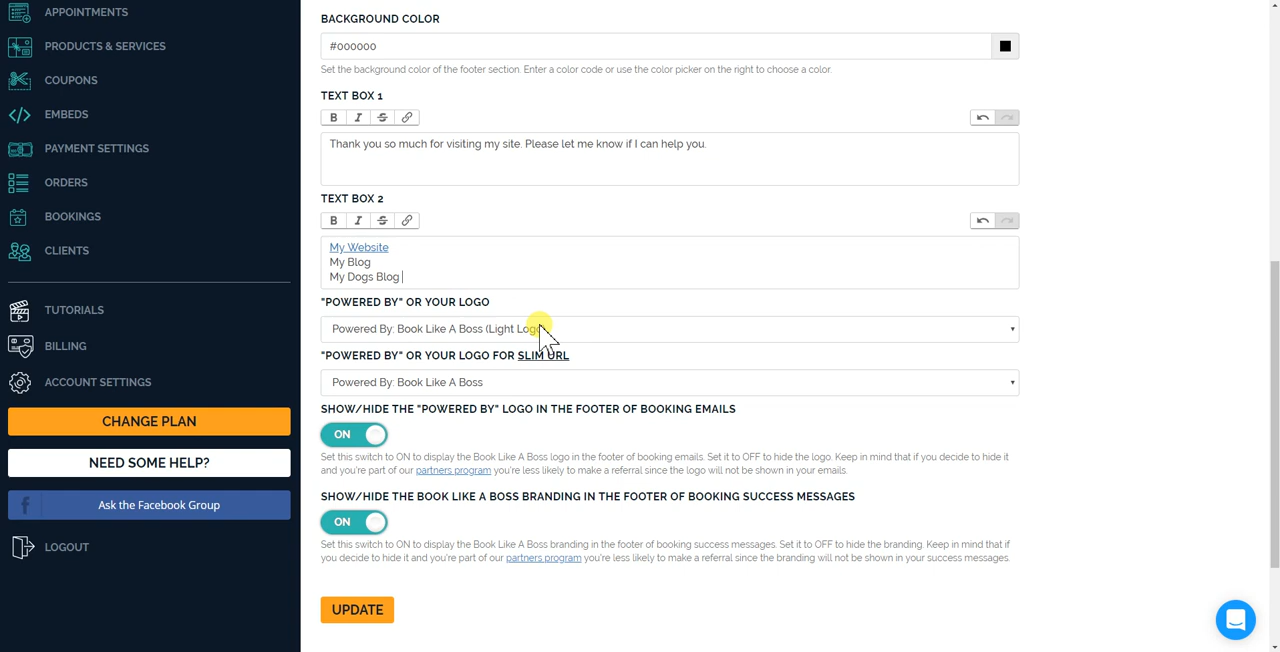 APPOINTMENTS
PRODUCTS & SERVICES
COUPONS
EMBEDS
PAYMENT SETTINGS
ORDERS
BOOKINGS
CLIENTS
TUTORIALS
BILLING
ACCOUNT SETTINGS
CHANGE PLAN
NEED SOME HELP?
Ask the Facebook Group
LOGOUT
BACKGROUND COLOR
#000000
Set the background color of the footer section. Enter a color code or use the color picker on the right to choose a color.
TEXT BOX 1
B I S
Thank you so much for visiting my site. Please let me know if I can help you.
TEXT BOX 2
B I S
My Website
My Blog
My Dogs Blog
"POWERED BY" OR YOUR LOGO
Powered By: Book Like A Boss (Light Logo)
"POWERED BY" OR YOUR LOGO FOR SLIM URL
Powered By: Book Like A Boss
SHOW/HIDE THE "POWERED BY" LOGO IN THE FOOTER OF BOOKING EMAILS
ON
Set this switch to ON to display the Book Like A Boss logo in the footer of booking emails. Set it to OFF to hide the logo. Keep in mind that if you decide to hide it
and you're part of our partners program you're less likely to make a referral since the logo will not be shown in your emails.
SHOW/HIDE THE BOOK LIKE A BOSS BRANDING IN THE FOOTER OF BOOKING SUCCESS MESSAGES
ON
Set this switch to ON to display the Book Like A Boss branding in the footer of booking success messages. Set it to OFF to hide the branding. Keep in mind that if
you decide to hide it and you're part of our partners program you're less likely to make a referral since the branding will not be shown in your success messages.
UPDATE